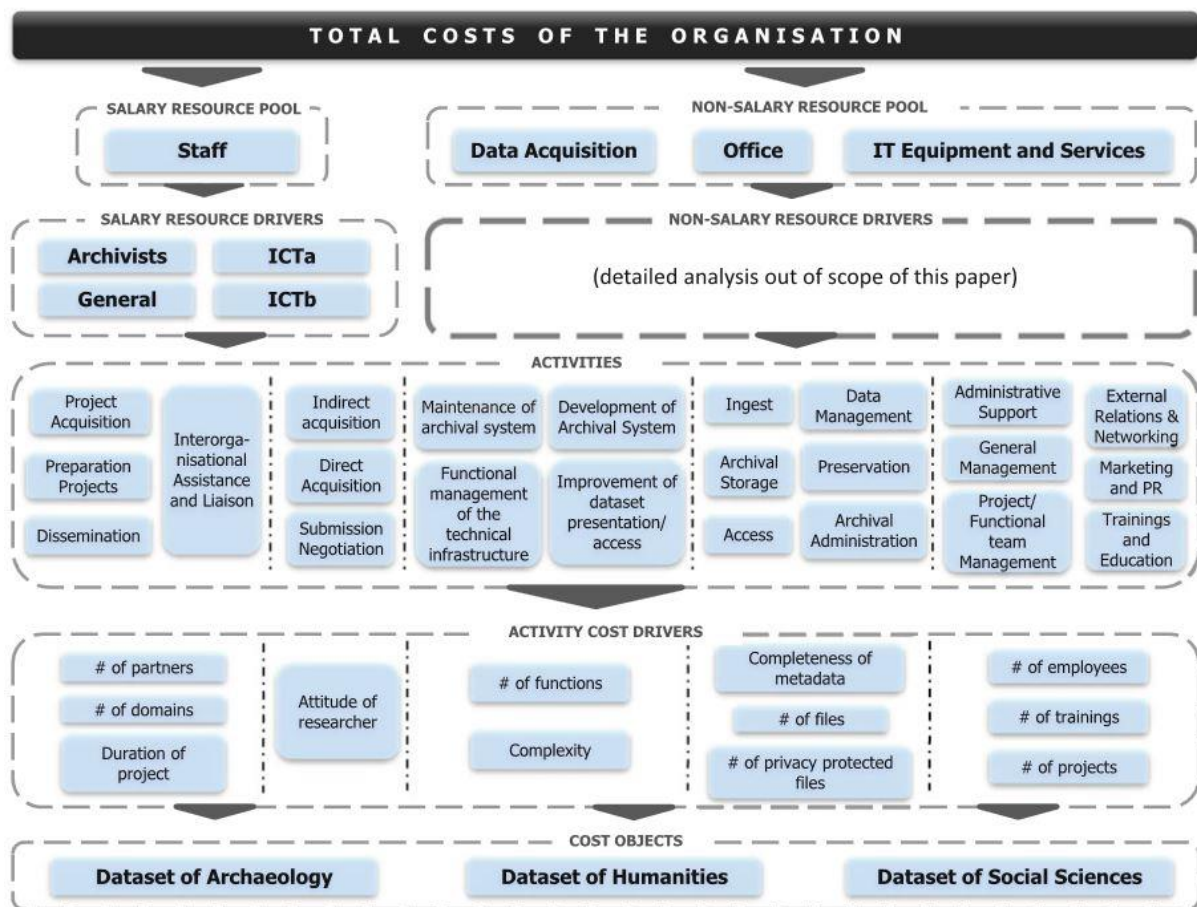 TOTAL COSTS OF THE ORGANISATION
SALARY RESOURCE POOL
Staff
NON-SALARY RESOURCE POOL
Data Acquisition
Office
IT Equipment and Services
SALARY RESOURCE DRIVERS
Archivists
ICTa
General
ICTb
NON-SALARY RESOURCE DRIVERS
(detailed analysis out of scope of this paper)
ACTIVITIES
Project
Acquisition
Preparation
Projects
Dissemination
Interorga-
nisational
Assistance
and Liaison
Indirect
acquisition
Direct
Acquisition
Submission
Negotiation
Maintenance of
archival system
Development of
Archival System
Functional
management
of the
technical
infrastructure
Improvement of
dataset
presentation/
access
Ingest
Data
Management
Archival
Storage
Preservation
Access
Archival
Administration
Administrative
Support
General
Management
Project/
Functional
team
Management
External
Relations &
Networking
Marketing
and PR
Trainings
and
Education
ACTIVITY COST DRIVERS
# of partners
# of domains
Duration of
project
Attitude of
researcher
# of functions
Complexity
Completeness of
metadata
# of files
# of privacy protected
files
# of employees
# of trainings
# of projects
COST OBJECTS
Dataset of Archaeology
Dataset of Humanities
Dataset of Social Sciences